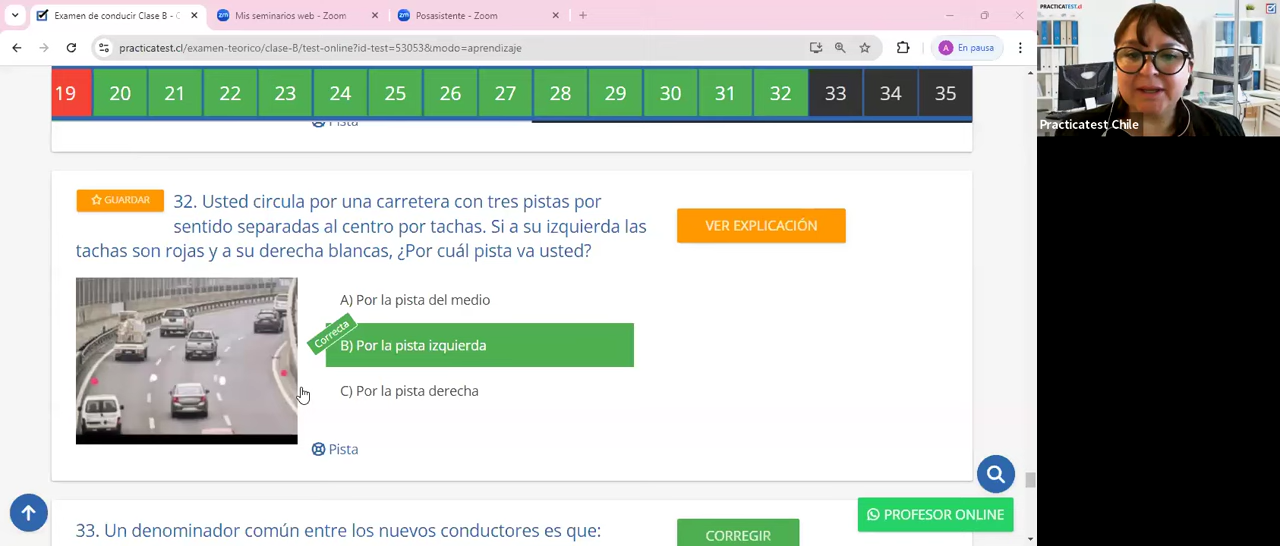 Examen de conducir Clase B - C
Mis seminarios web - Zoom
Posasistente - Zoom
practicatest.cl/examen-teorico/clase-B/test-online?id-test=53053&modo=aprendizaje
A En pausa
PRACTICATEST.CL
Practicatest Chile
19 20 21 22 23 24 25 26 27 28 29 30 31 32 33 34 35
Pista
GUARDAR
32. Usted circula por una carretera con tres pistas por
sentido separadas al centro por tachas. Si a su izquierda las
tachas son rojas y a su derecha blancas, ¿Por cuál pista va usted?
VER EXPLICACIÓN
A) Por la pista del medio
Correcta
B) Por la pista izquierda
C) Por la pista derecha
Pista
PROFESOR ONLINE
33. Un denominador común entre los nuevos conductores es que:
CORREGIR